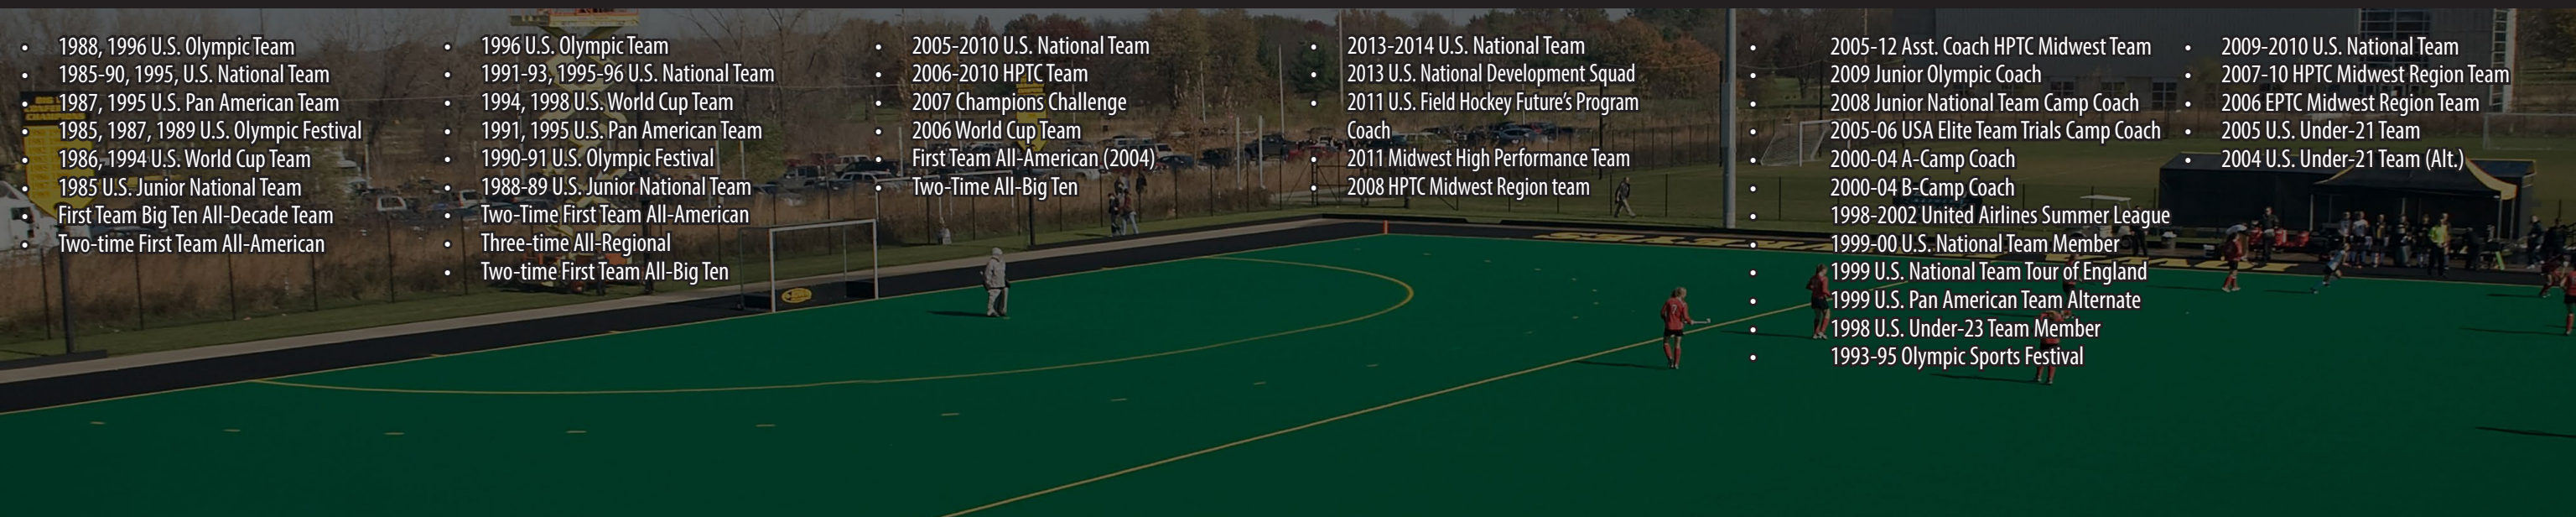 • 1988, 1996 U.S. Olympic Team
• 1985-90, 1995, U.S. National Team
• 1987, 1995 U.S. Pan American Team
• 1985, 1987, 1989 U.S. Olympic Festival
• 1986, 1994 U.S. World Cup Team
• 1985 U.S. Junior National Team
• First Team Big Ten All-Decade Team
• Two-time First Team All-American
• 1996 U.S. Olympic Team
• 1991-93, 1995-96 U.S. National Team
• 1994, 1998 U.S. World Cup Team
• 1991, 1995 U.S. Pan American Team
• 1990-91 U.S. Olympic Festival
• 1988-89 U.S. Junior National Team
• Two-Time First Team All-American
• Three-time All-Regional
• Two-time First Team All-Big Ten
• 2005-2010 U.S. National Team
• 2006-2010 HPTC Team
• 2007 Champions Challenge
• 2006 World Cup Team
• First Team All-American (2004)
• Two-Time All-Big Ten
• 2013-2014 U.S. National Team
• 2013 U.S. National Development Squad
• 2011 U.S. Field Hockey Future's Program
Coach
• 2011 Midwest High Performance Team
• 2008 HPTC Midwest Region team
• 2005-12 Asst. Coach HPTC Midwest Team
• 2009 Junior Olympic Coach
• 2008 Junior National Team Camp Coach
• 2005-06 USA Elite Team Trials Camp Coach
• 2000-04 A-Camp Coach
• 2000-04 B-Camp Coach
• 1998-2002 United Airlines Summer League
• 1999-00 U.S. National Team Member
• 1999 U.S. National Team Tour of England
• 1999 U.S. Pan American Team Alternate
• 1998 U.S. Under-23 Team Member
• 1993-95 Olympic Sports Festival
• 2009-2010 U.S. National Team
• 2007-10 HPTC Midwest Region Team
• 2006 EPTC Midwest Region Team
• 2005 U.S. Under-21 Team
• 2004 U.S. Under-21 Team (Alt.)